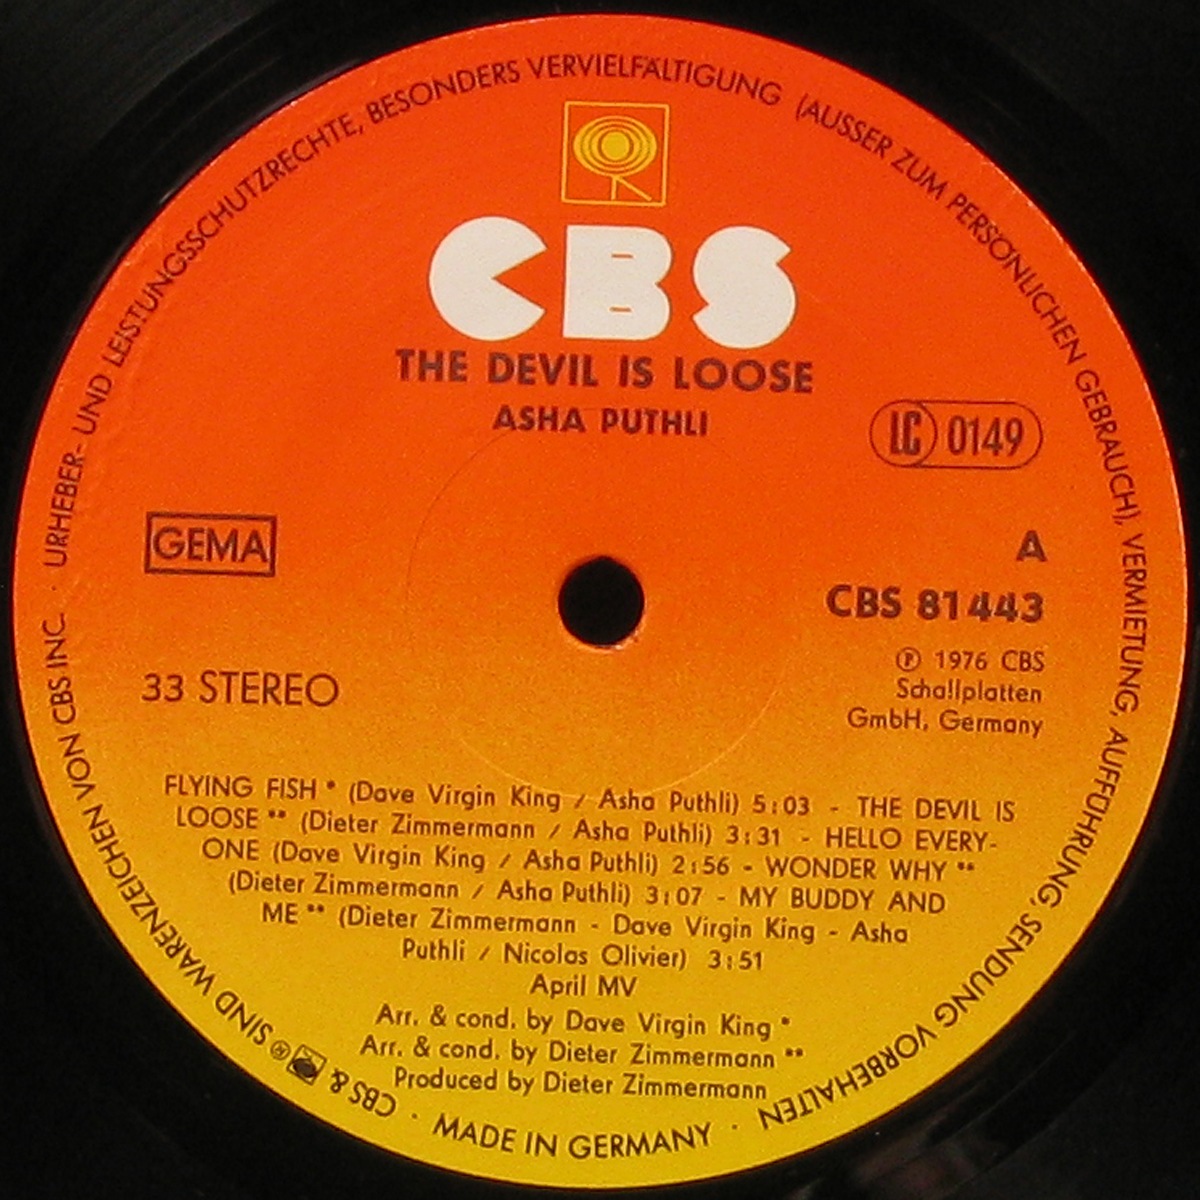 URHEBER- UND LEISTUNGSSCHUTZRECHTE, BESONDERS VERVIELFÄLTIGUNG (AUSSER ZUM PERSÖNLICHEN GEBRAUCH), VERMIETUNG, AUFFÜHRUNG, SENDUNG VORBEHALTEN ·
CBS
THE DEVIL IS LOOSE
ASHA PUTHLI
LC 0149
GEMA
A
CBS 81443
℗ 1976 CBS
Schallplatten
GmbH, Germany
33 STEREO
FLYING FISH * (Dave Virgin King / Asha Puthli) 5:03 - THE DEVIL IS
LOOSE ** (Dieter Zimmermann / Asha Puthli) 3:31 - HELLO EVERY-
ONE (Dave Virgin King / Asha Puthli) 2:56 - WONDER WHY **
(Dieter Zimmermann / Asha Puthli) 3:07 - MY BUDDY AND
ME ** (Dieter Zimmermann - Dave Virgin King - Asha
Puthli / Nicolas Olivier) 3:51
April MV
Arr. & cond. by Dave Virgin King *
Arr. & cond. by Dieter Zimmermann **
Produced by Dieter Zimmermann
MADE IN GERMANY ·
CBS & ® SIND WARENZEICHEN VON CBS INC. ·